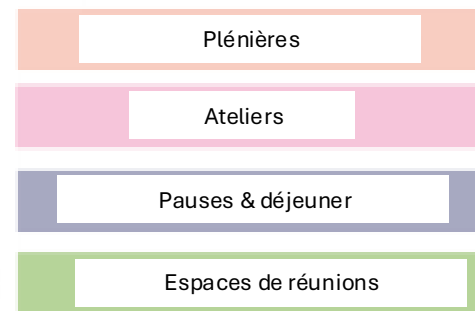 Plénières
Ateliers
Pauses & déjeuner
Espaces de réunions